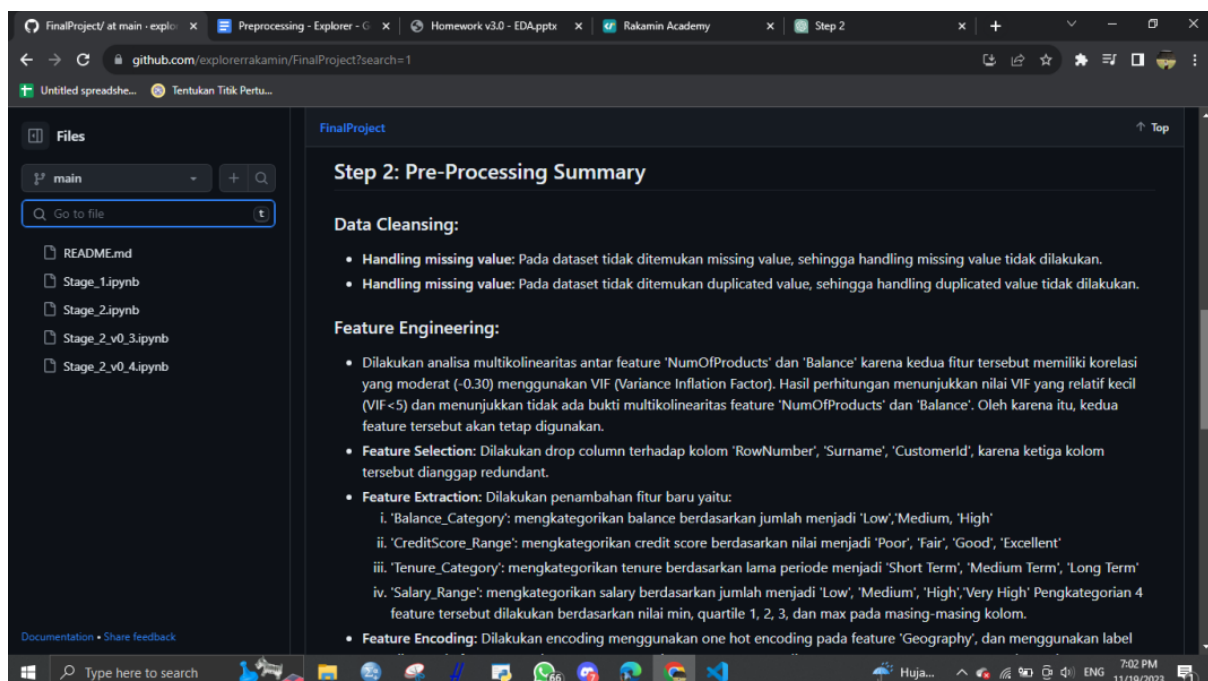 FinalProject/ at main · explo
Preprocessing - Explorer - G
Homework v3.0 - EDA.pptx
Rakamin Academy
Step 2
github.com/explorerrakamin/FinalProject?search=1
Untitled spreadshe...
Tentukan Titik Pertu...
Files
main
Go to file
t
README.md
Stage_1.ipynb
Stage_2.ipynb
Stage_2_v0_3.ipynb
Stage_2_v0_4.ipynb
Documentation • Share feedback
FinalProject
Top
Step 2: Pre-Processing Summary
Data Cleansing:
• Handling missing value: Pada dataset tidak ditemukan missing value, sehingga handling missing value tidak dilakukan.
• Handling missing value: Pada dataset tidak ditemukan duplicated value, sehingga handling duplicated value tidak dilakukan.
Feature Engineering:
• Dilakukan analisa multikolinearitas antar feature 'NumOfProducts' dan 'Balance' karena kedua fitur tersebut memiliki korelasi
yang moderat (-0.30) menggunakan VIF (Variance Inflation Factor). Hasil perhitungan menunjukkan nilai VIF yang relatif kecil
(VIF<5) dan menunjukkan tidak ada bukti multikolinearitas feature 'NumOfProducts' dan 'Balance'. Oleh karena itu, kedua
feature tersebut akan tetap digunakan.
• Feature Selection: Dilakukan drop column terhadap kolom 'RowNumber', 'Surname', 'CustomerId', karena ketiga kolom
tersebut dianggap redundant.
• Feature Extraction: Dilakukan penambahan fitur baru yaitu:
i. 'Balance_Category': mengkategorikan balance berdasarkan jumlah menjadi 'Low','Medium, 'High'
ii. 'CreditScore_Range': mengkategorikan credit score berdasarkan nilai menjadi 'Poor', 'Fair', 'Good', 'Excellent'
iii. 'Tenure_Category': mengkategorikan tenure berdasarkan lama periode menjadi 'Short Term', 'Medium Term', 'Long Term'
iv. 'Salary_Range': mengkategorikan salary berdasarkan jumlah menjadi 'Low', 'Medium', 'High','Very High' Pengkategorian 4
feature tersebut dilakukan berdasarkan nilai min, quartile 1, 2, 3, dan max pada masing-masing kolom.
• Feature Encoding: Dilakukan encoding menggunakan one hot encoding pada feature 'Geography', dan menggunakan label
Type here to search
66
Huja...
ENG
7:02 PM
11/19/2023
1